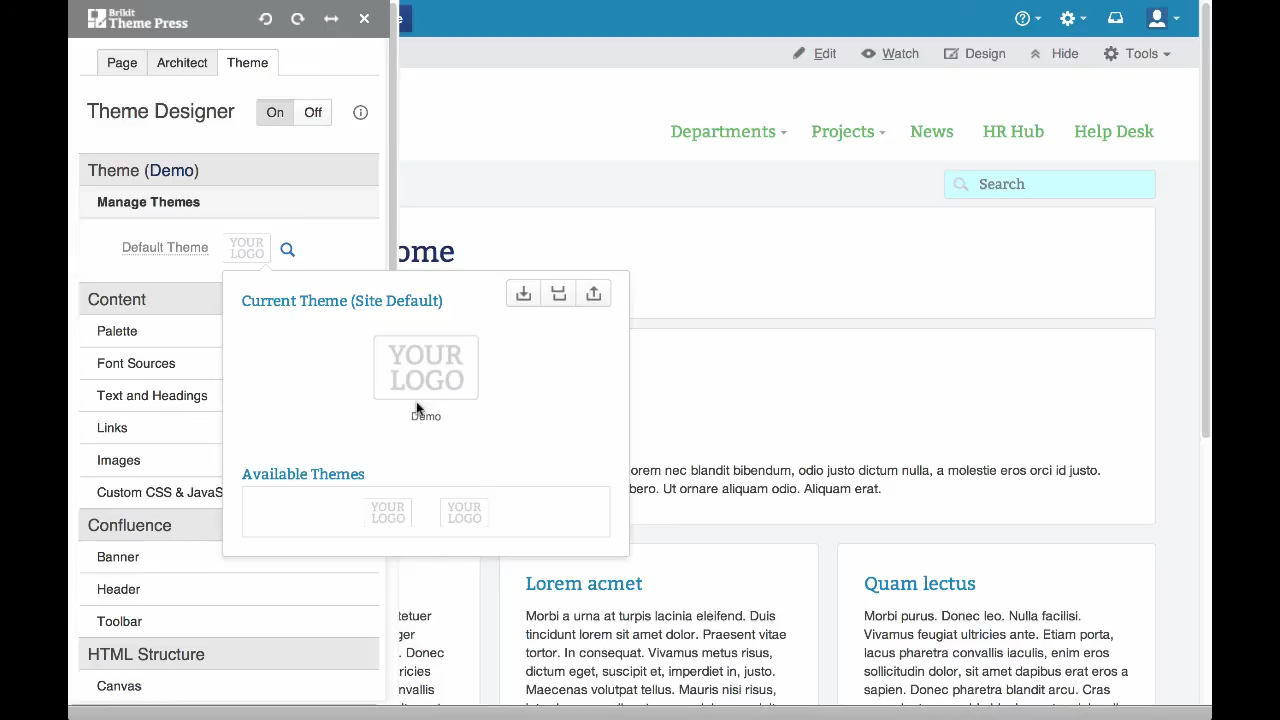 Brikit
Theme Press
e
Edit
Watch
Design
Hide
Tools
Page
Architect
Theme
Theme Designer
On
Off
Departments
Projects
News
HR Hub
Help Desk
Theme (Demo)
Manage Themes
Search
Default Theme
YOUR
LOGO
ome
Content
Palette
Font Sources
Text and Headings
Links
Images
Custom CSS & JavaS
Current Theme (Site Default)
YOUR
LOGO
Demo
Available Themes
YOUR
LOGO
YOUR
LOGO
orem nec blandit bibendum, odio justo dictum nulla, a molestie eros orci id justo.
bero. Ut ornare aliquam odio. Aliquam erat.
Confluence
Banner
Header
Toolbar
HTML Structure
Canvas
tetuer
ger
. Donec
ricies
nvallis
Lorem acmet
Morbi a urna at turpis lacinia eleifend. Duis
tincidunt lorem sit amet dolor. Praesent vitae
tortor. In consequat. Vivamus metus risus,
dictum eget, suscipit et, imperdiet in, justo.
Maecenas volutpat tellus. Mauris nisi risus,
Quam lectus
Morbi purus. Donec leo. Nulla facilisi.
Vivamus feugiat ultricies ante. Etiam porta,
lacus pharetra convallis iaculis, enim eros
sollicitudin dolor, sit amet dapibus erat eros a
sapien. Donec pharetra blandit arcu. Cras